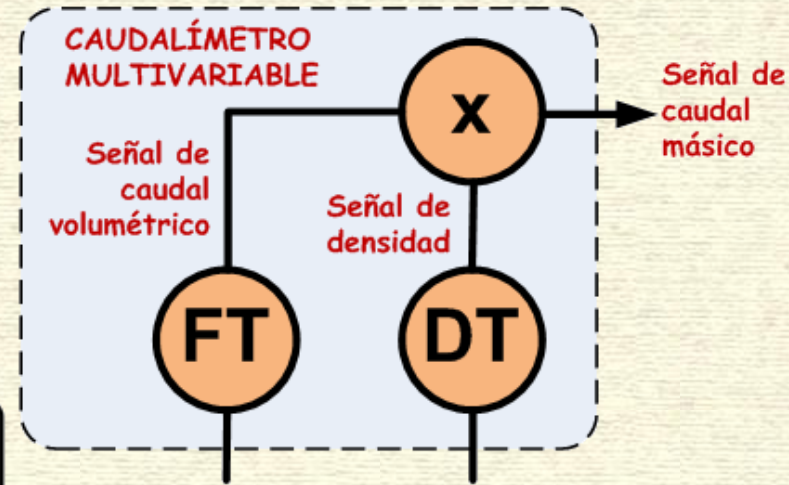 CAUDALÍMETRO
MULTIVARIABLE
x
Señal de
caudal
másico
Señal de
caudal
volumétrico
Señal de
densidad
FT
DT